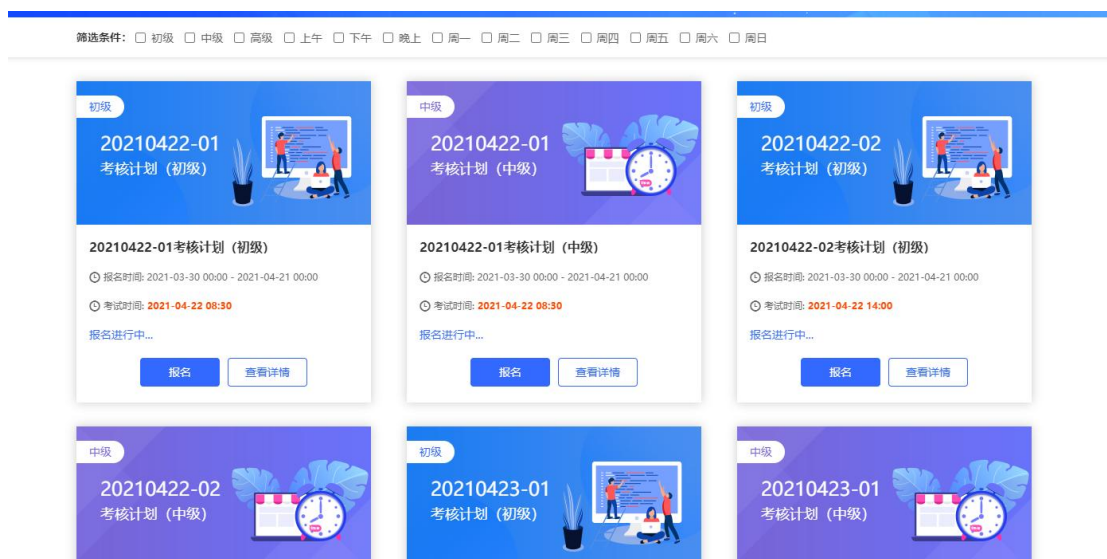 筛选条件: 初级 中级 高级 上午 下午 晚上 周一 周二 周三 周四 周五 周六 周日
初级
20210422-01
考核计划（初级）
20210422-01考核计划（初级）
报名时间: 2021-03-30 00:00 - 2021-04-21 00:00
考试时间: 2021-04-22 08:30
报名进行中...
报名 查看详情
中级
20210422-01
考核计划（中级）
20210422-01考核计划（中级）
报名时间: 2021-03-30 00:00 - 2021-04-21 00:00
考试时间: 2021-04-22 08:30
报名进行中...
报名 查看详情
初级
20210422-02
考核计划（初级）
20210422-02考核计划（初级）
报名时间: 2021-03-30 00:00 - 2021-04-21 00:00
考试时间: 2021-04-22 14:00
报名进行中...
报名 查看详情
中级
20210422-02
考核计划（中级）
初级
20210423-01
考核计划（初级）
中级
20210423-01
考核计划（中级）